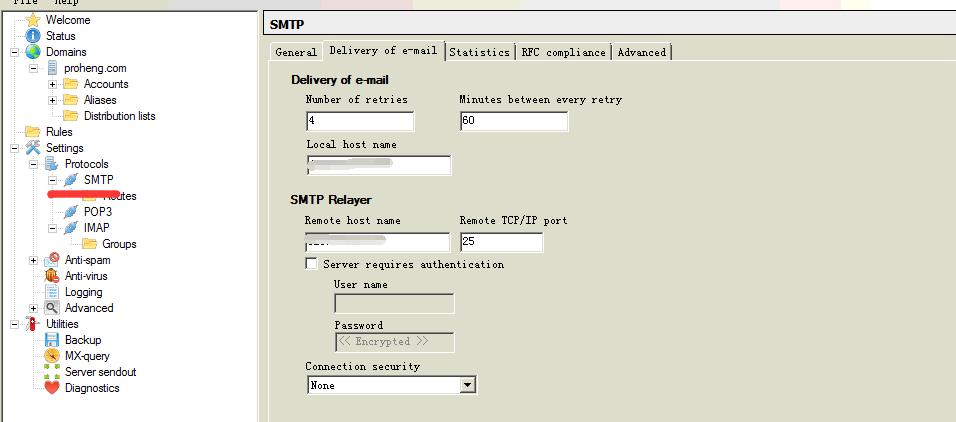 File Help
Welcome
Status
Domains
proheng.com
Accounts
Aliases
Distribution lists
Rules
Settings
Protocols
SMTP
POP3
IMAP
Groups
Anti-spam
Anti-virus
Logging
Advanced
Utilities
Backup
MX-query
Server sendout
Diagnostics
SMTP
General Delivery of e-mail Statistics RFC compliance Advanced
Delivery of e-mail
Number of retries Minutes between every retry
4 60
Local host name
SMTP Relayer
Remote host name Remote TCP/IP port
25
Server requires authentication
User name
Password
<< Encrypted >>
Connection security
None